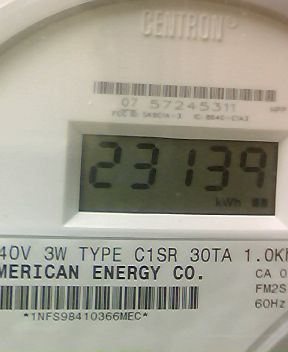 CENTRON®
07 57245311
23139
kWh
40V 3W TYPE C1SR 30TA 1.0Kh
MERICAN ENERGY CO.
CA 0
FM2S
60Hz
*1NFS98410366MEC*